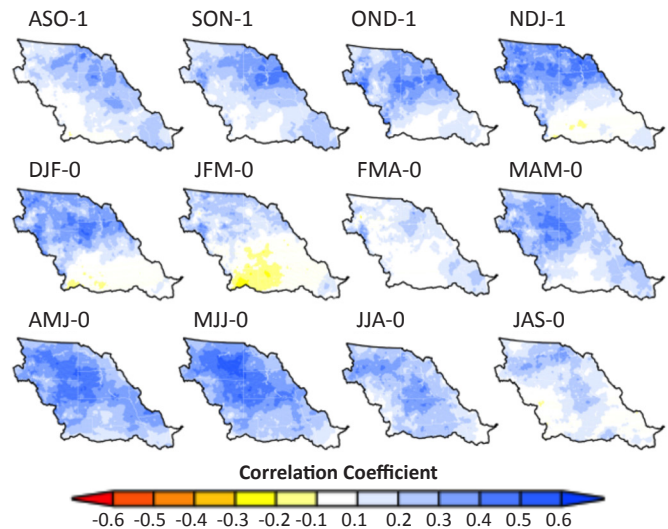 ASO-1 SON-1 OND-1 NDJ-1
DJF-0 JFM-0 FMA-0 MAM-0
AMJ-0 MJJ-0 JJA-0 JAS-0
Correlation Coefficient
-0.6 -0.5 -0.4 -0.3 -0.2 -0.1 0.1 0.2 0.3 0.4 0.5 0.6